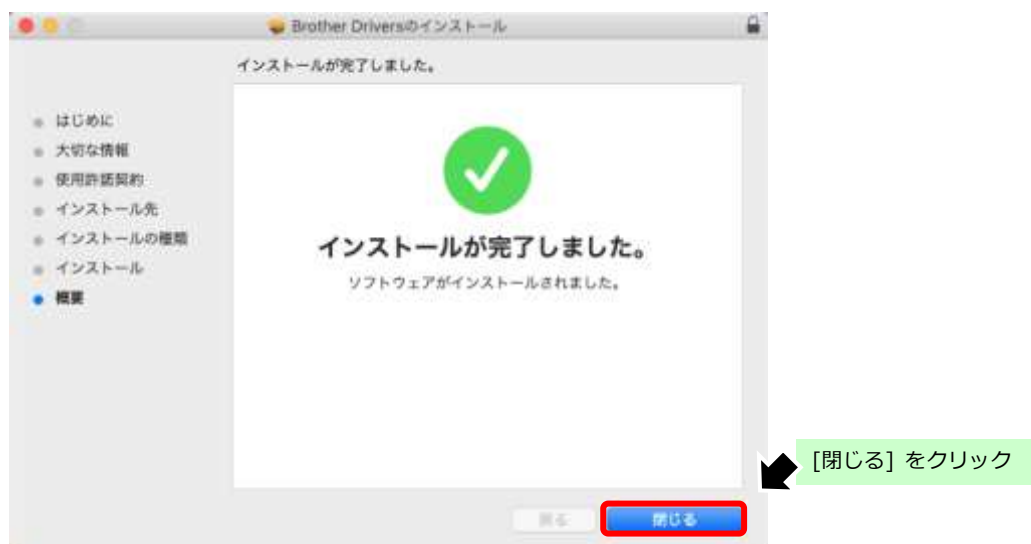 Brother Driversのインストール
インストールが完了しました。
はじめに
大切な情報
使用許諾契約
インストール先
インストールの種類
インストール
概要
インストールが完了しました。
ソフトウェアがインストールされました。
[閉じる] をクリック
戻る
閉じる